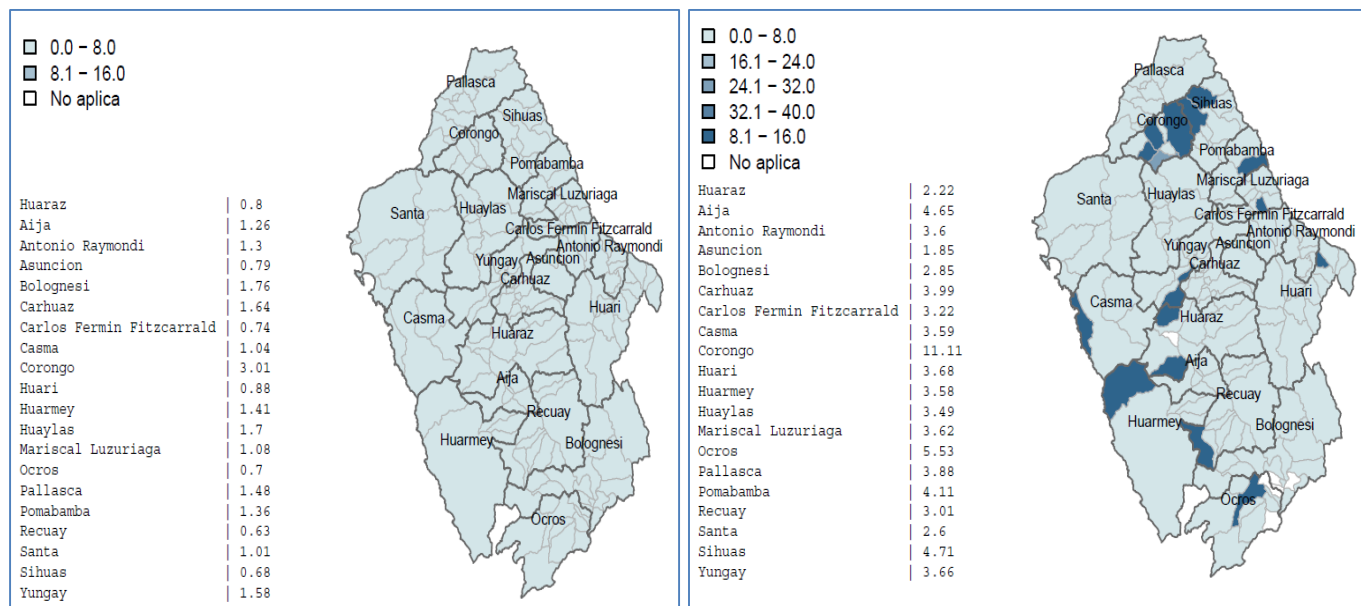 0.0 – 8.0
8.1 – 16.0
No aplica
Huaraz | 0.8
Aija | 1.26
Antonio Raymondi | 1.3
Asuncion | 0.79
Bolognesi | 1.76
Carhuaz | 1.64
Carlos Fermin Fitzcarrald | 0.74
Casma | 1.04
Corongo | 3.01
Huari | 0.88
Huarmey | 1.41
Huaylas | 1.7
Mariscal Luzuriaga | 1.08
Ocros | 0.7
Pallasca | 1.48
Pomabamba | 1.36
Recuay | 0.63
Santa | 1.01
Sihuas | 0.68
Yungay | 1.58
Pallasca
Sihuas
Corongo
Pomabamba
Mariscal Luzuriaga
Huaylas
Santa
Carlos Fermin Fitzcarrald
Antonio Raymondi
Asuncion
Yungay
Carhuaz
Huari
Casma
Huaraz
Aija
Recuay
Huarmey
Bolognesi
Ocros
0.0 – 8.0
16.1 – 24.0
24.1 – 32.0
32.1 – 40.0
8.1 – 16.0
No aplica
Huaraz | 2.22
Aija | 4.65
Antonio Raymondi | 3.6
Asuncion | 1.85
Bolognesi | 2.85
Carhuaz | 3.99
Carlos Fermin Fitzcarrald | 3.22
Casma | 3.59
Corongo | 11.11
Huari | 3.68
Huarmey | 3.58
Huaylas | 3.49
Mariscal Luzuriaga | 3.62
Ocros | 5.53
Pallasca | 3.88
Pomabamba | 4.11
Recuay | 3.01
Santa | 2.6
Sihuas | 4.71
Yungay | 3.66
Pallasca
Sihuas
Corongo
Pomabamba
Mariscal Luzuriaga
Huaylas
Santa
Carlos Fermin Fitzcarrald
Antonio Raymondi
Asuncion
Yungay
Carhuaz
Huari
Casma
Huaraz
Aija
Recuay
Huarmey
Bolognesi
Ocros